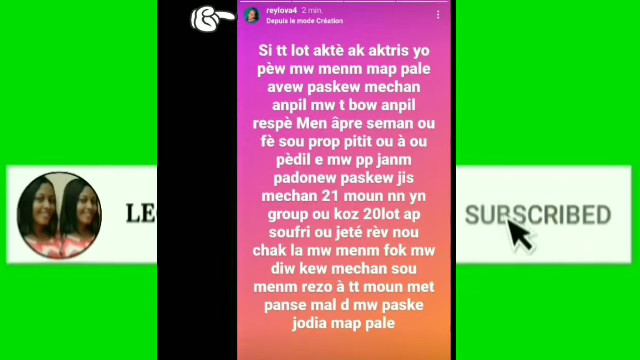 reylova4 2 min.
Depuis le mode Création
Si tt lot aktè ak aktris yo
pèw mw menm map pale
avew paskew mechan
anpil mw t bow anpil
respè Men âpre seman ou
fè sou prop pitit ou à ou
pèdil e mw pp janm
padonew paskew jis
mechan 21 moun nn yn
group ou koz 20lot ap
soufri ou jeté rèv nou
chak la mw menm fok mw
diw kew mechan sou
menm rezo à tt moun met
panse mal d mw paske
jodia map pale
SUBSCRIBED